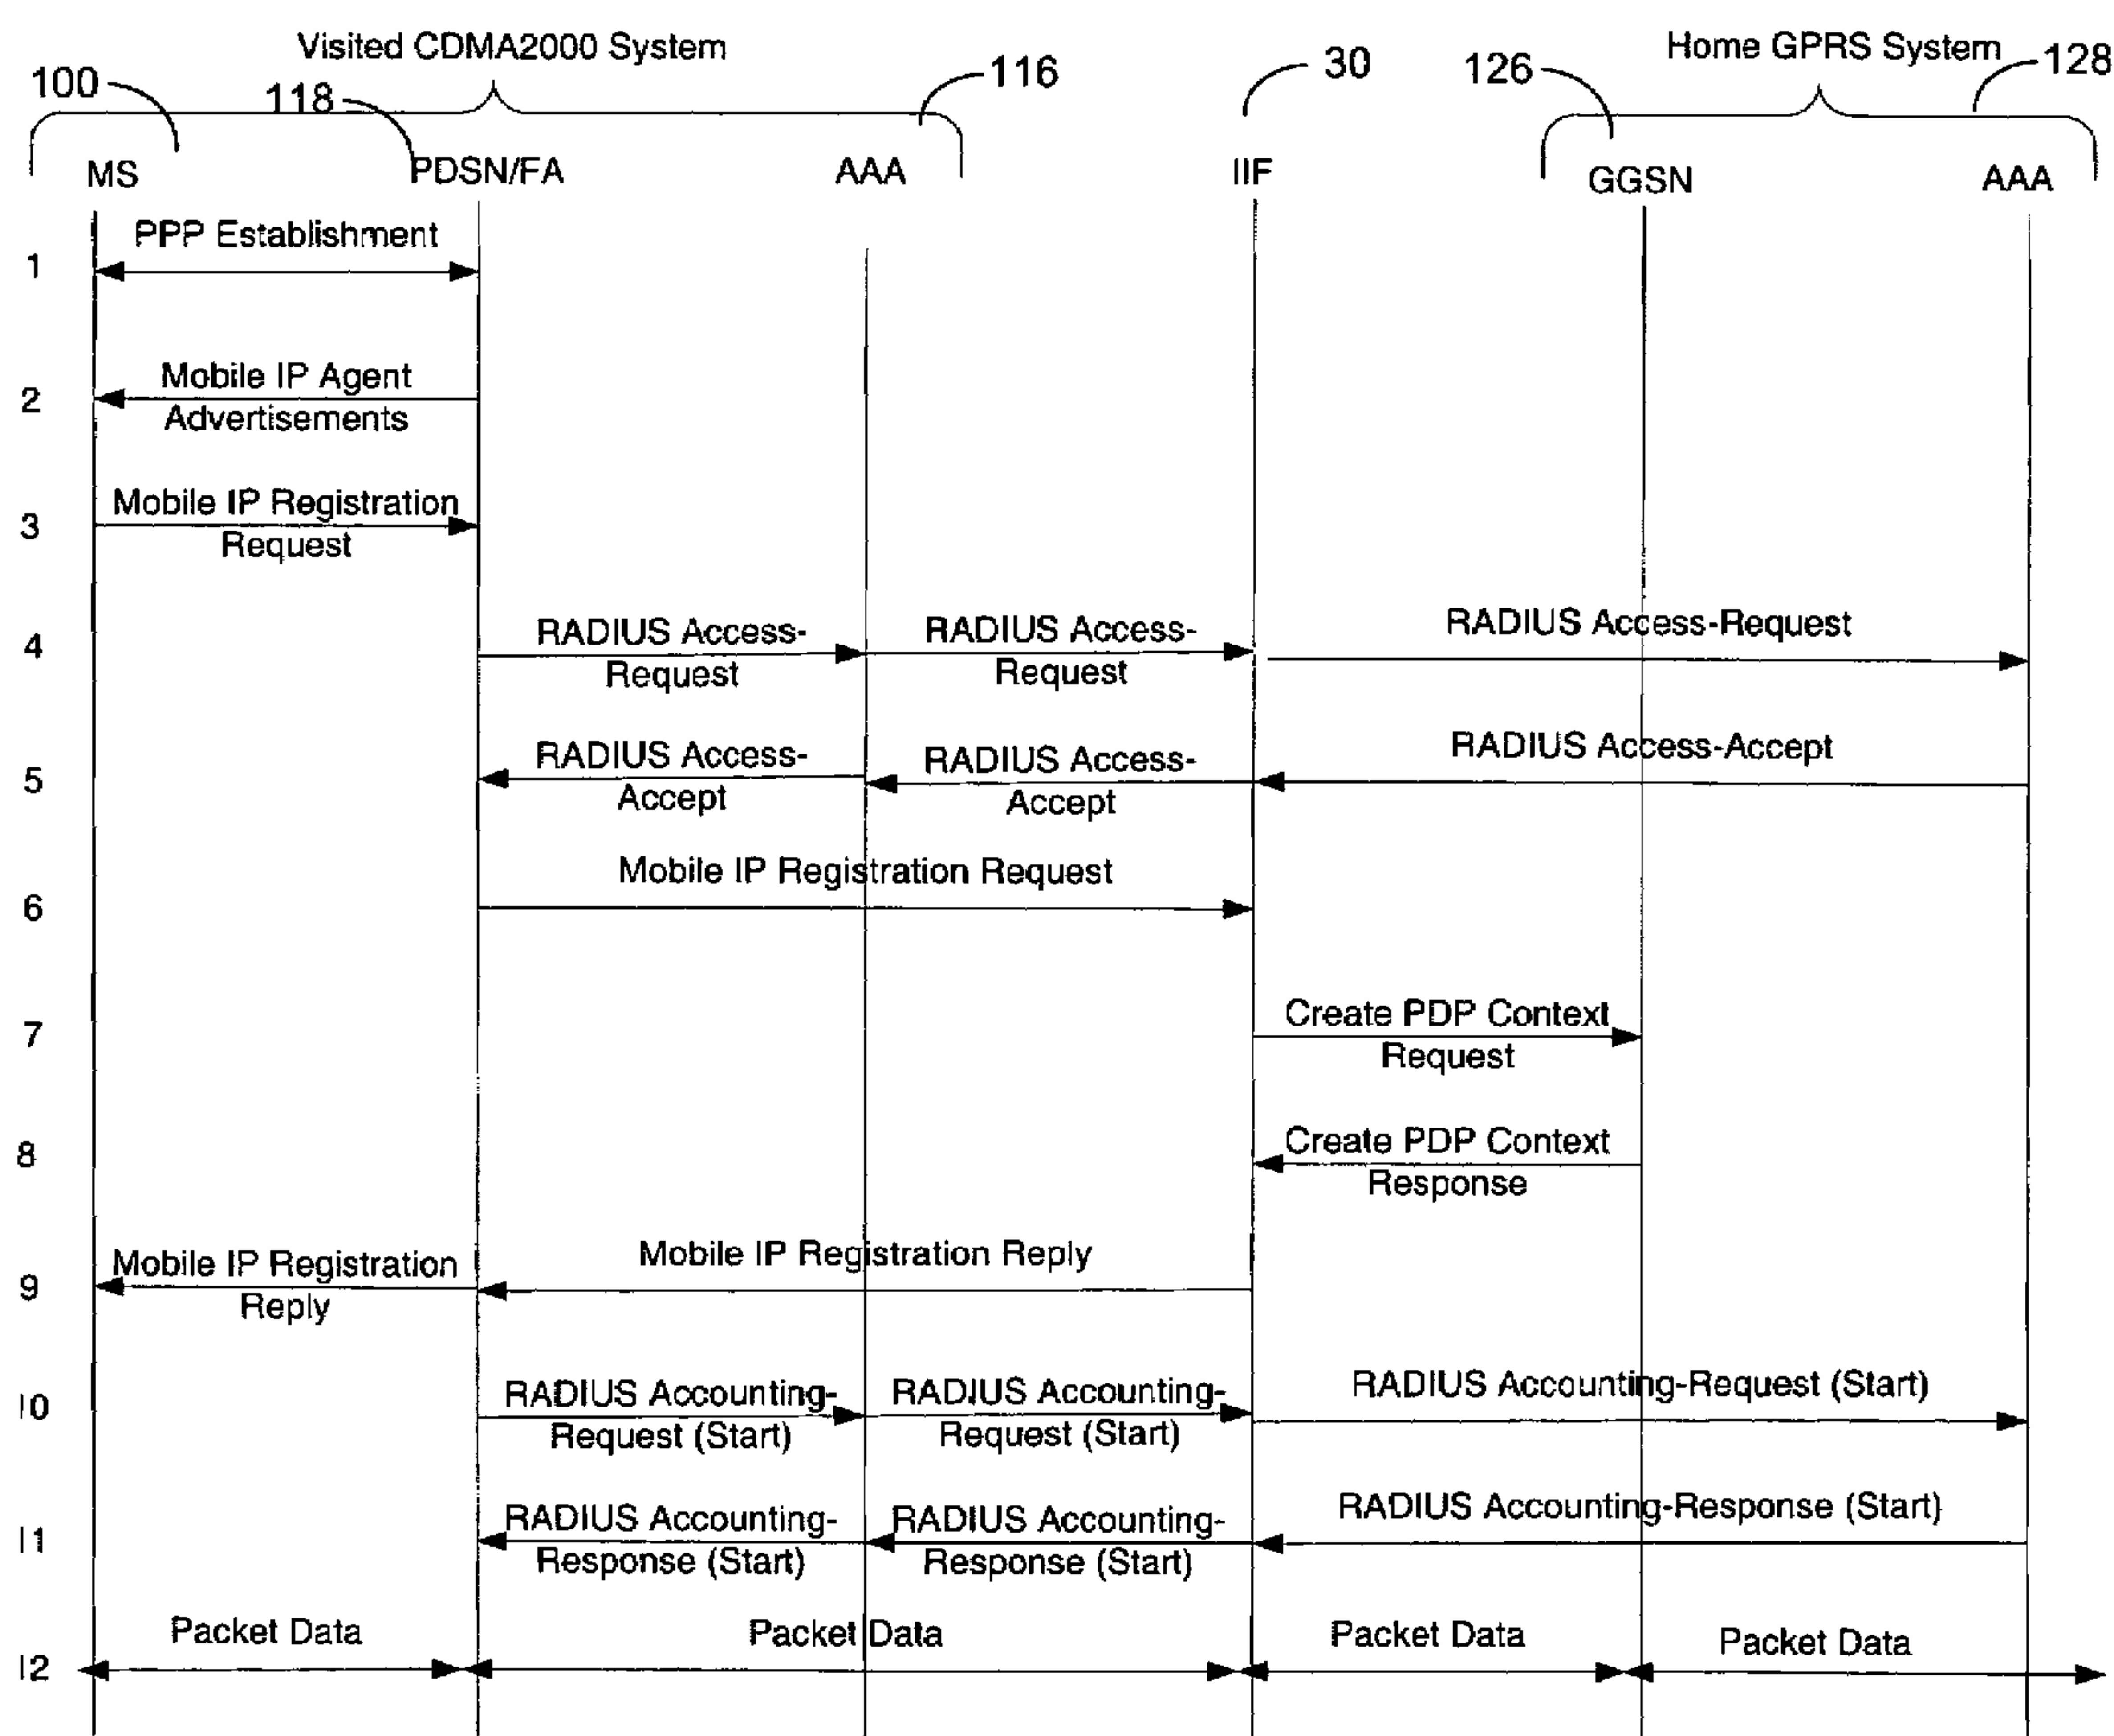 Visited CDMA2000 System
Home GPRS System
100
118
116
30
126
128
MS
PDSN/FA
AAA
IIF
GGSN
AAA
1
PPP Establishment
2
Mobile IP Agent
Advertisements
3
Mobile IP Registration
Request
4
RADIUS Access-
Request
RADIUS Access-
Request
RADIUS Access-Request
5
RADIUS Access-
Accept
RADIUS Access-
Accept
RADIUS Access-Accept
6
Mobile IP Registration Request
7
Create PDP Context
Request
8
Create PDP Context
Response
9
Mobile IP Registration
Reply
Mobile IP Registration Reply
10
RADIUS Accounting-
Request (Start)
RADIUS Accounting-
Request (Start)
RADIUS Accounting-Request (Start)
11
RADIUS Accounting-
Response (Start)
RADIUS Accounting-
Response (Start)
RADIUS Accounting-Response (Start)
12
Packet Data
Packet Data
Packet Data
Packet Data